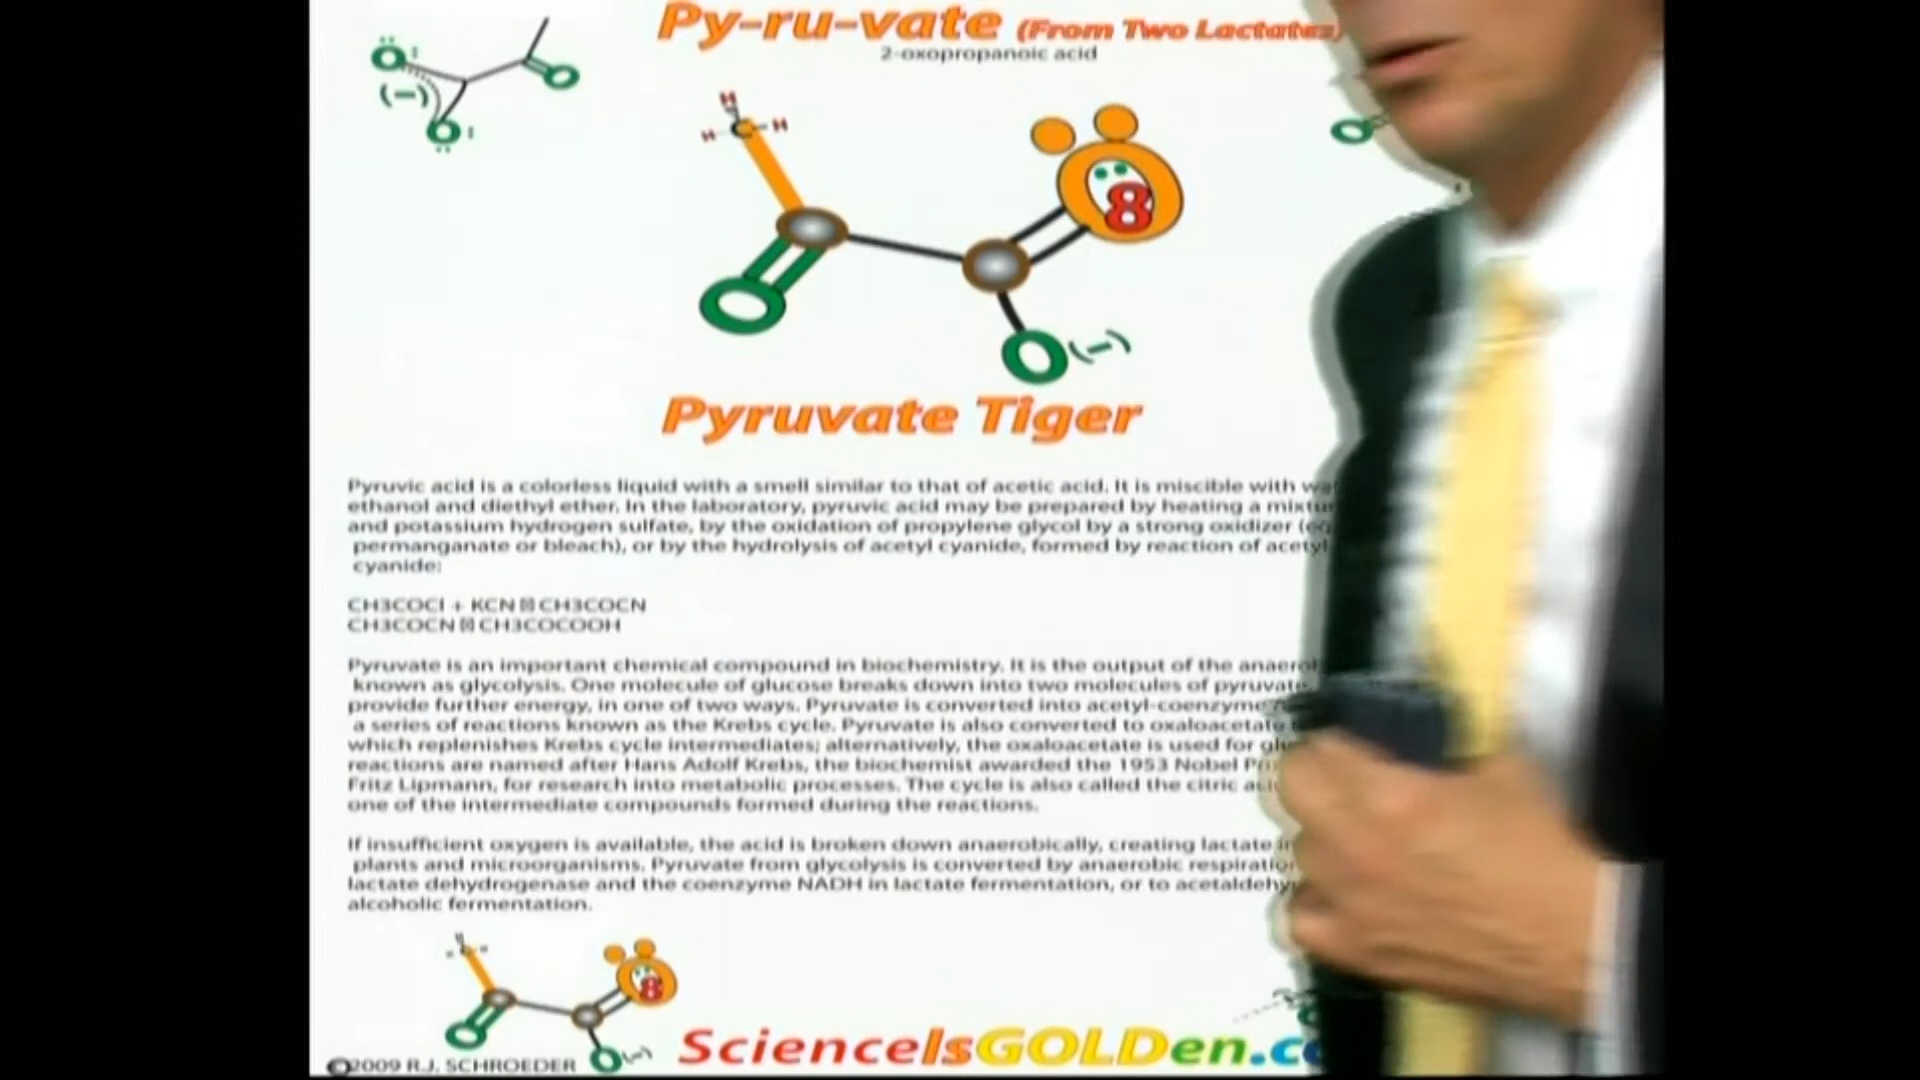 Py-ru-vate (From Two Lactates)
2-oxopropanoic acid
O
(-)
O
O
O
H
H C H
8
O
O (-)
Pyruvate Tiger
Pyruvic acid is a colorless liquid with a smell similar to that of acetic acid. It is miscible with
ethanol and diethyl ether. In the laboratory, pyruvic acid may be prepared by heating a
and potassium hydrogen sulfate, by the oxidation of propylene glycol by a strong oxidizer
permanganate or bleach), or by the hydrolysis of acetyl cyanide, formed by reaction of acetyl
cyanide:
CH3COCl + KCN CH3COCN
CH3COCN CH3COCOOH
Pyruvate is an important chemical compound in biochemistry. It is the output of the
known as glycolysis. One molecule of glucose breaks down into two molecules of pyruvate,
provide further energy, in one of two ways. Pyruvate is converted into acetyl-coenzyme
a series of reactions known as the Krebs cycle. Pyruvate is also converted to oxaloacetate
which replenishes Krebs cycle intermediates; alternatively, the oxaloacetate is used for
reactions are named after Hans Adolf Krebs, the biochemist awarded the 1953 Nobel
Fritz Lipmann, for research into metabolic processes. The cycle is also called the citric
one of the intermediate compounds formed during the reactions.
If insufficient oxygen is available, the acid is broken down anaerobically, creating lactate
plants and microorganisms. Pyruvate from glycolysis is converted by anaerobic
lactate dehydrogenase and the coenzyme NADH in lactate fermentation, or to
alcoholic fermentation.
8
O
O (-)
ScienceIsGOLDen.c
©2009 R.J. SCHROEDER